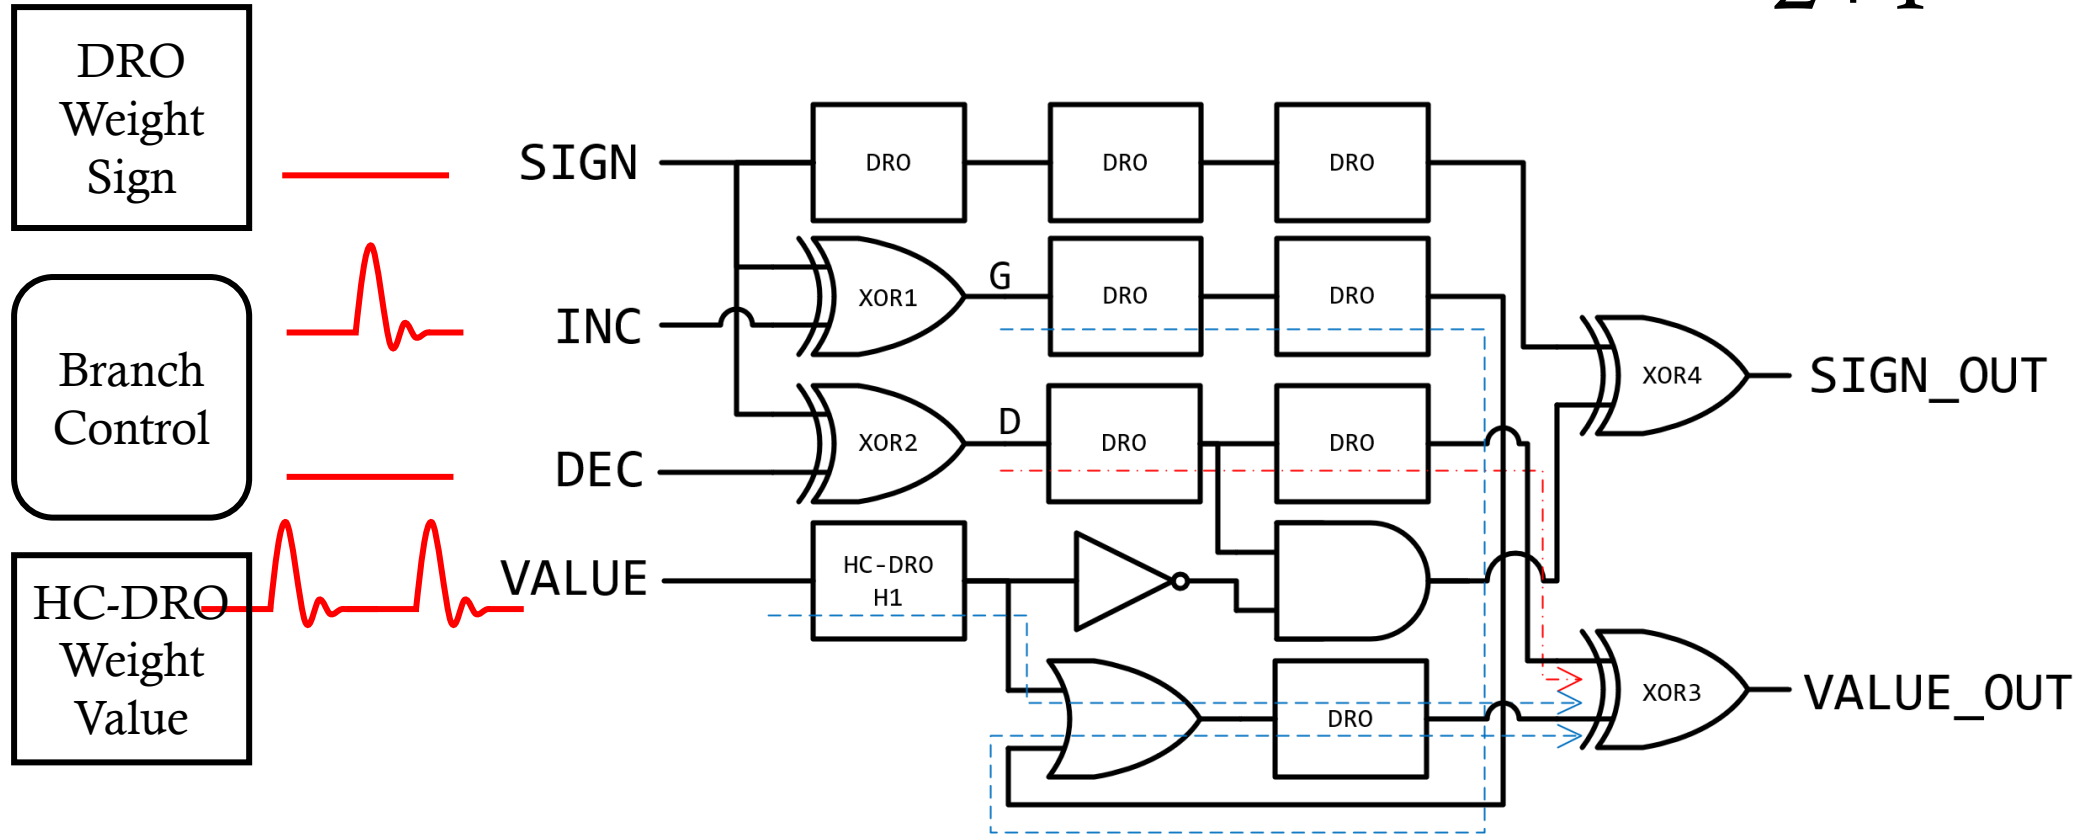 DRO
Weight
Sign
Branch
Control
HC-DRO
Weight
Value
SIGN
INC
DEC
VALUE
DRO
DRO
DRO
XOR1
G
DRO
DRO
XOR2
D
DRO
DRO
HC-DRO
H1
DRO
XOR4
SIGN_OUT
XOR3
VALUE_OUT